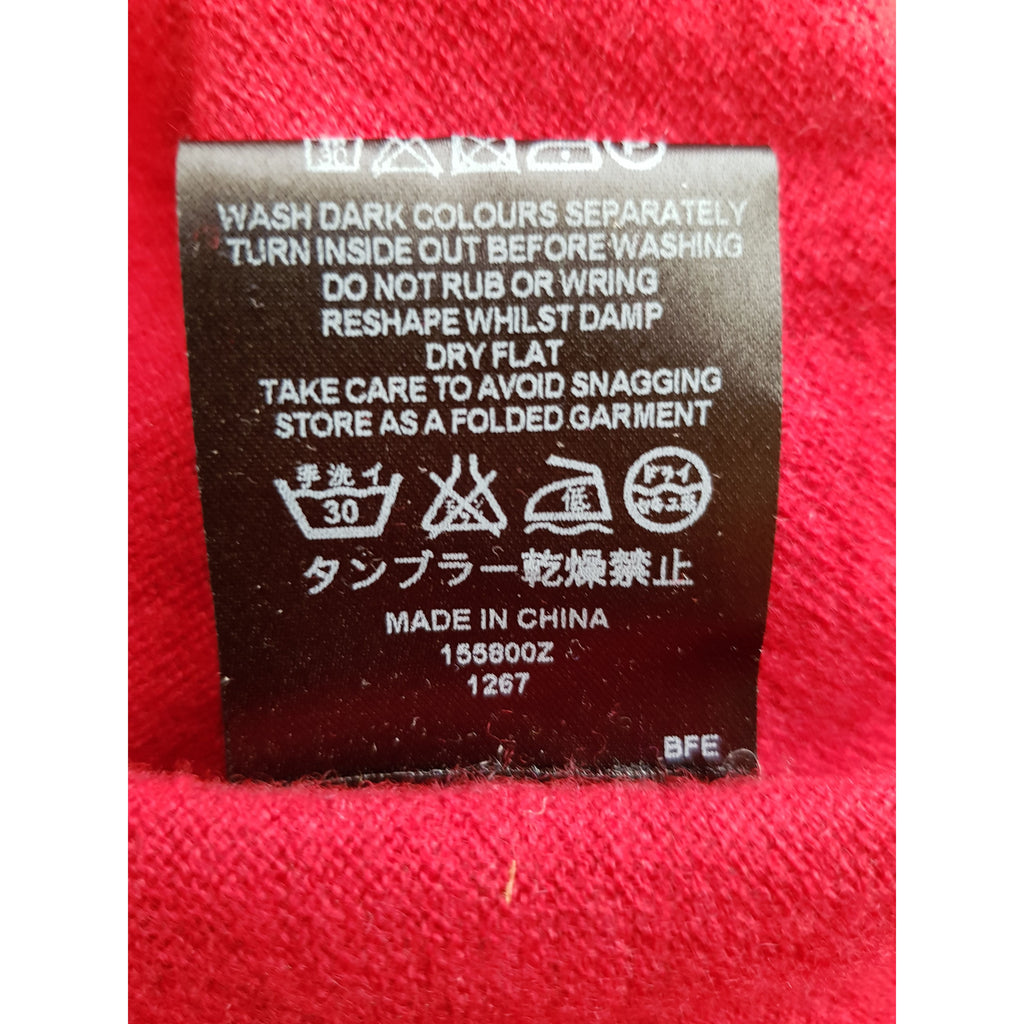 30 P
WASH DARK COLOURS SEPARATELY
TURN INSIDE OUT BEFORE WASHING
DO NOT RUB OR WRING
RESHAPE WHILST DAMP
DRY FLAT
TAKE CARE TO AVOID SNAGGING
STORE AS A FOLDED GARMENT
手洗イ 30 低 ドライ
タンブラー乾燥禁止
MADE IN CHINA
155800Z
1267
BFE